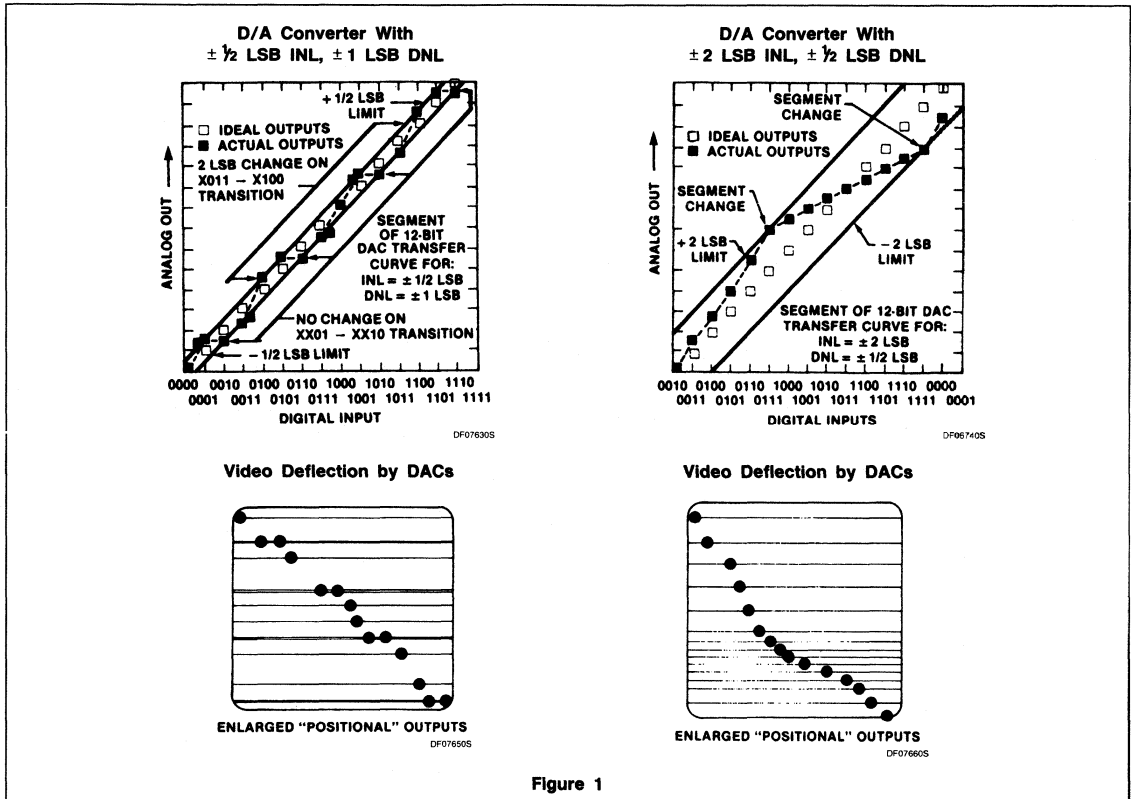 D/A Converter With
± ½ LSB INL, ± 1 LSB DNL
+ 1/2 LSB
LIMIT
□ IDEAL OUTPUTS
■ ACTUAL OUTPUTS
2 LSB CHANGE ON
X011 – X100
TRANSITION
ANALOG OUT
SEGMENT
OF 12-BIT
DAC TRANSFER
CURVE FOR:
INL = ± 1/2 LSB
DNL = ± 1 LSB
NO CHANGE ON
XX01 – XX10 TRANSITION
– 1/2 LSB LIMIT
0000 0010 0100 0110 1000 1010 1100 1110
0001 0011 0101 0111 1001 1011 1101 1111
DIGITAL INPUT
DF07630S
D/A Converter With
± 2 LSB INL, ± ½ LSB DNL
SEGMENT
CHANGE
□ IDEAL OUTPUTS
■ ACTUAL OUTPUTS
ANALOG OUT
SEGMENT
CHANGE
+ 2 LSB
LIMIT
– 2 LSB
LIMIT
SEGMENT OF 12-BIT DAC
TRANSFER CURVE FOR:
INL = ± 2 LSB
DNL = ± 1/2 LSB
0010 0100 0110 1000 1010 1100 1110 0000
0011 0101 0111 1001 1011 1101 1111 0001
DIGITAL INPUTS
DF06740S
Video Deflection by DACs
ENLARGED "POSITIONAL" OUTPUTS
DF07650S
Video Deflection by DACs
ENLARGED "POSITIONAL" OUTPUTS
DF07660S
Figure 1